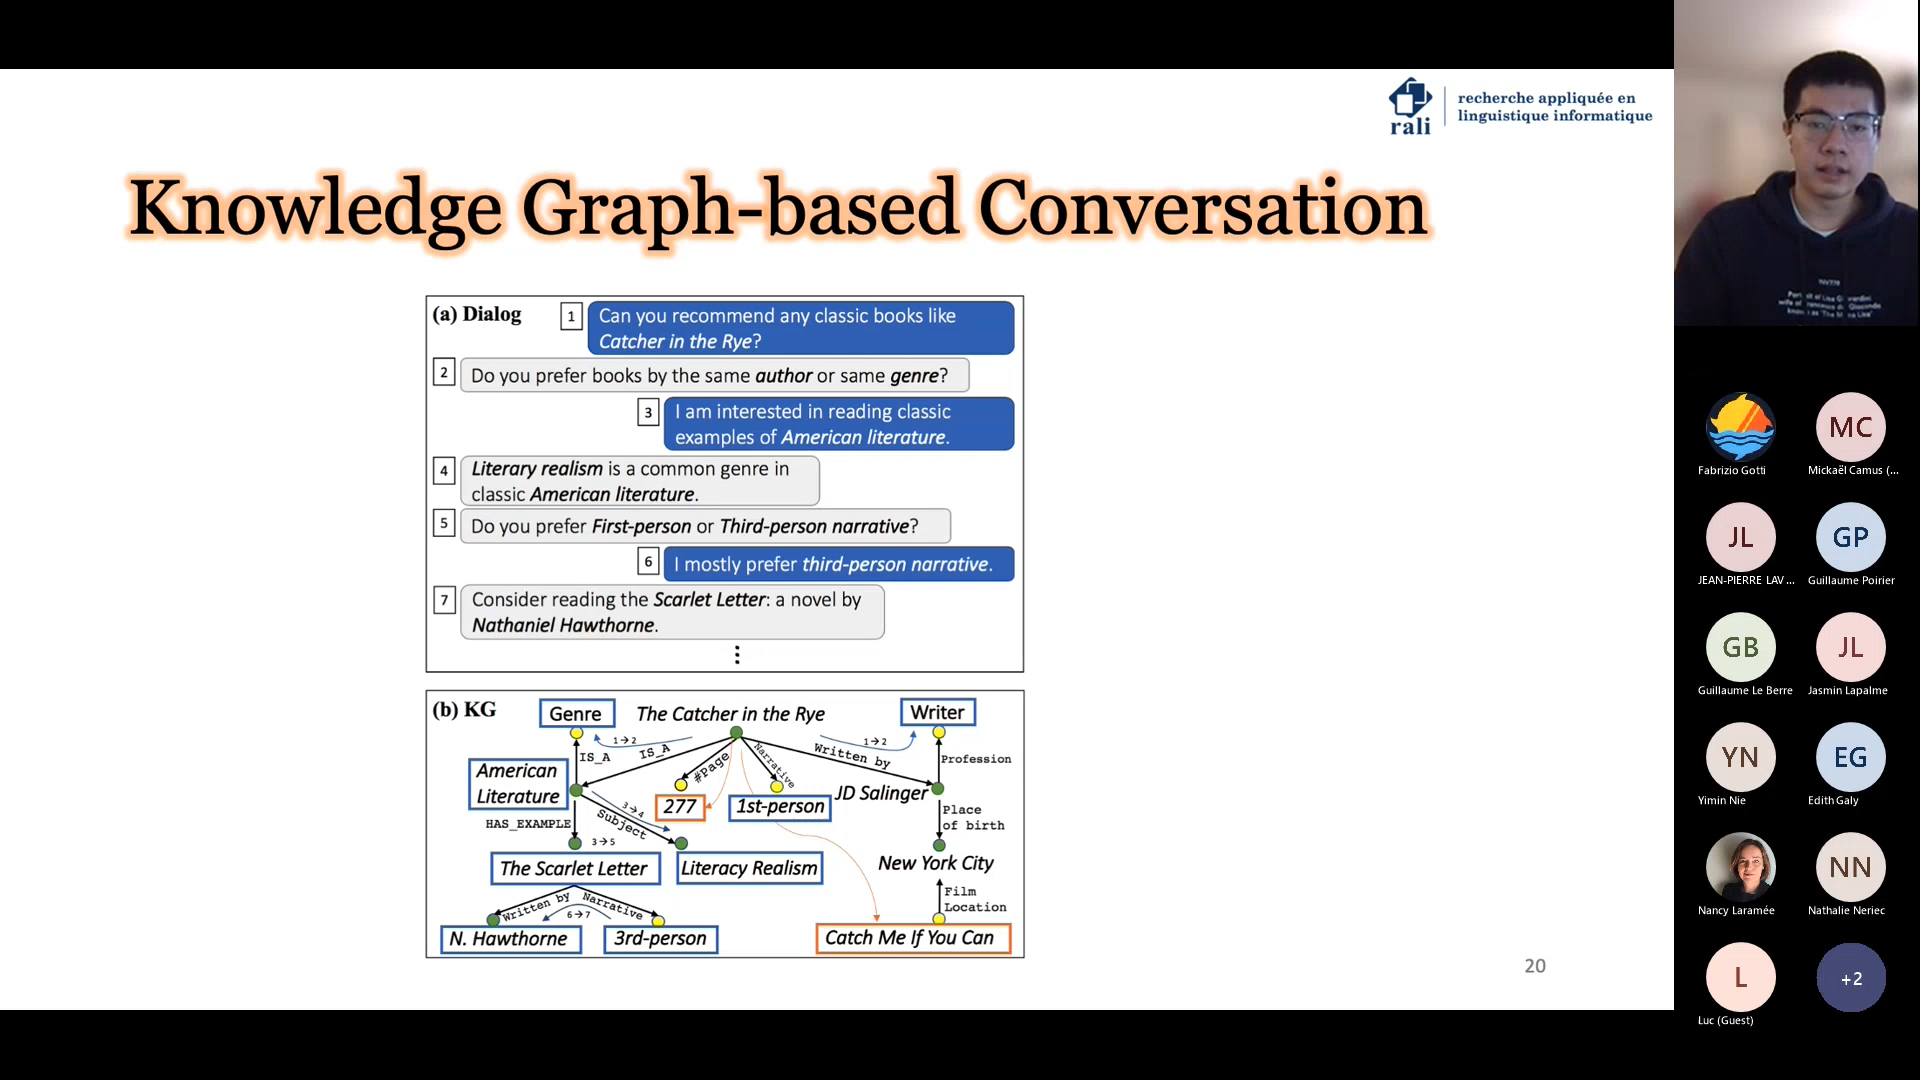 rali
recherche appliquée en
linguistique informatique
Knowledge Graph-based Conversation
(a) Dialog
1
Can you recommend any classic books like
Catcher in the Rye?
2
Do you prefer books by the same author or same genre?
3
I am interested in reading classic
examples of American literature.
4
Literary realism is a common genre in
classic American literature.
5
Do you prefer First-person or Third-person narrative?
6
I mostly prefer third-person narrative.
7
Consider reading the Scarlet Letter: a novel by
Nathaniel Hawthorne.
(b) KG
Genre
The Catcher in the Rye
Writer
1→2
IS_A
IS_A
#Page
Narrative
Written by
1→2
Profession
American
Literature
277
1st-person
JD Salinger
HAS_EXAMPLE
3→4
Subject
3→5
Place
of birth
The Scarlet Letter
Literacy Realism
New York City
Written by
Narrative
6→7
Film
Location
N. Hawthorne
3rd-person
Catch Me If You Can
20
Fabrizio Gotti
MC
Mickaël Camus (...
JL
JEAN-PIERRE LAV ...
GP
Guillaume Poirier
GB
Guillaume Le Berre
JL
Jasmin Lapalme
YN
Yimin Nie
EG
Edith Galy
Nancy Laramée
NN
Nathalie Neriec
L
Luc (Guest)
+2